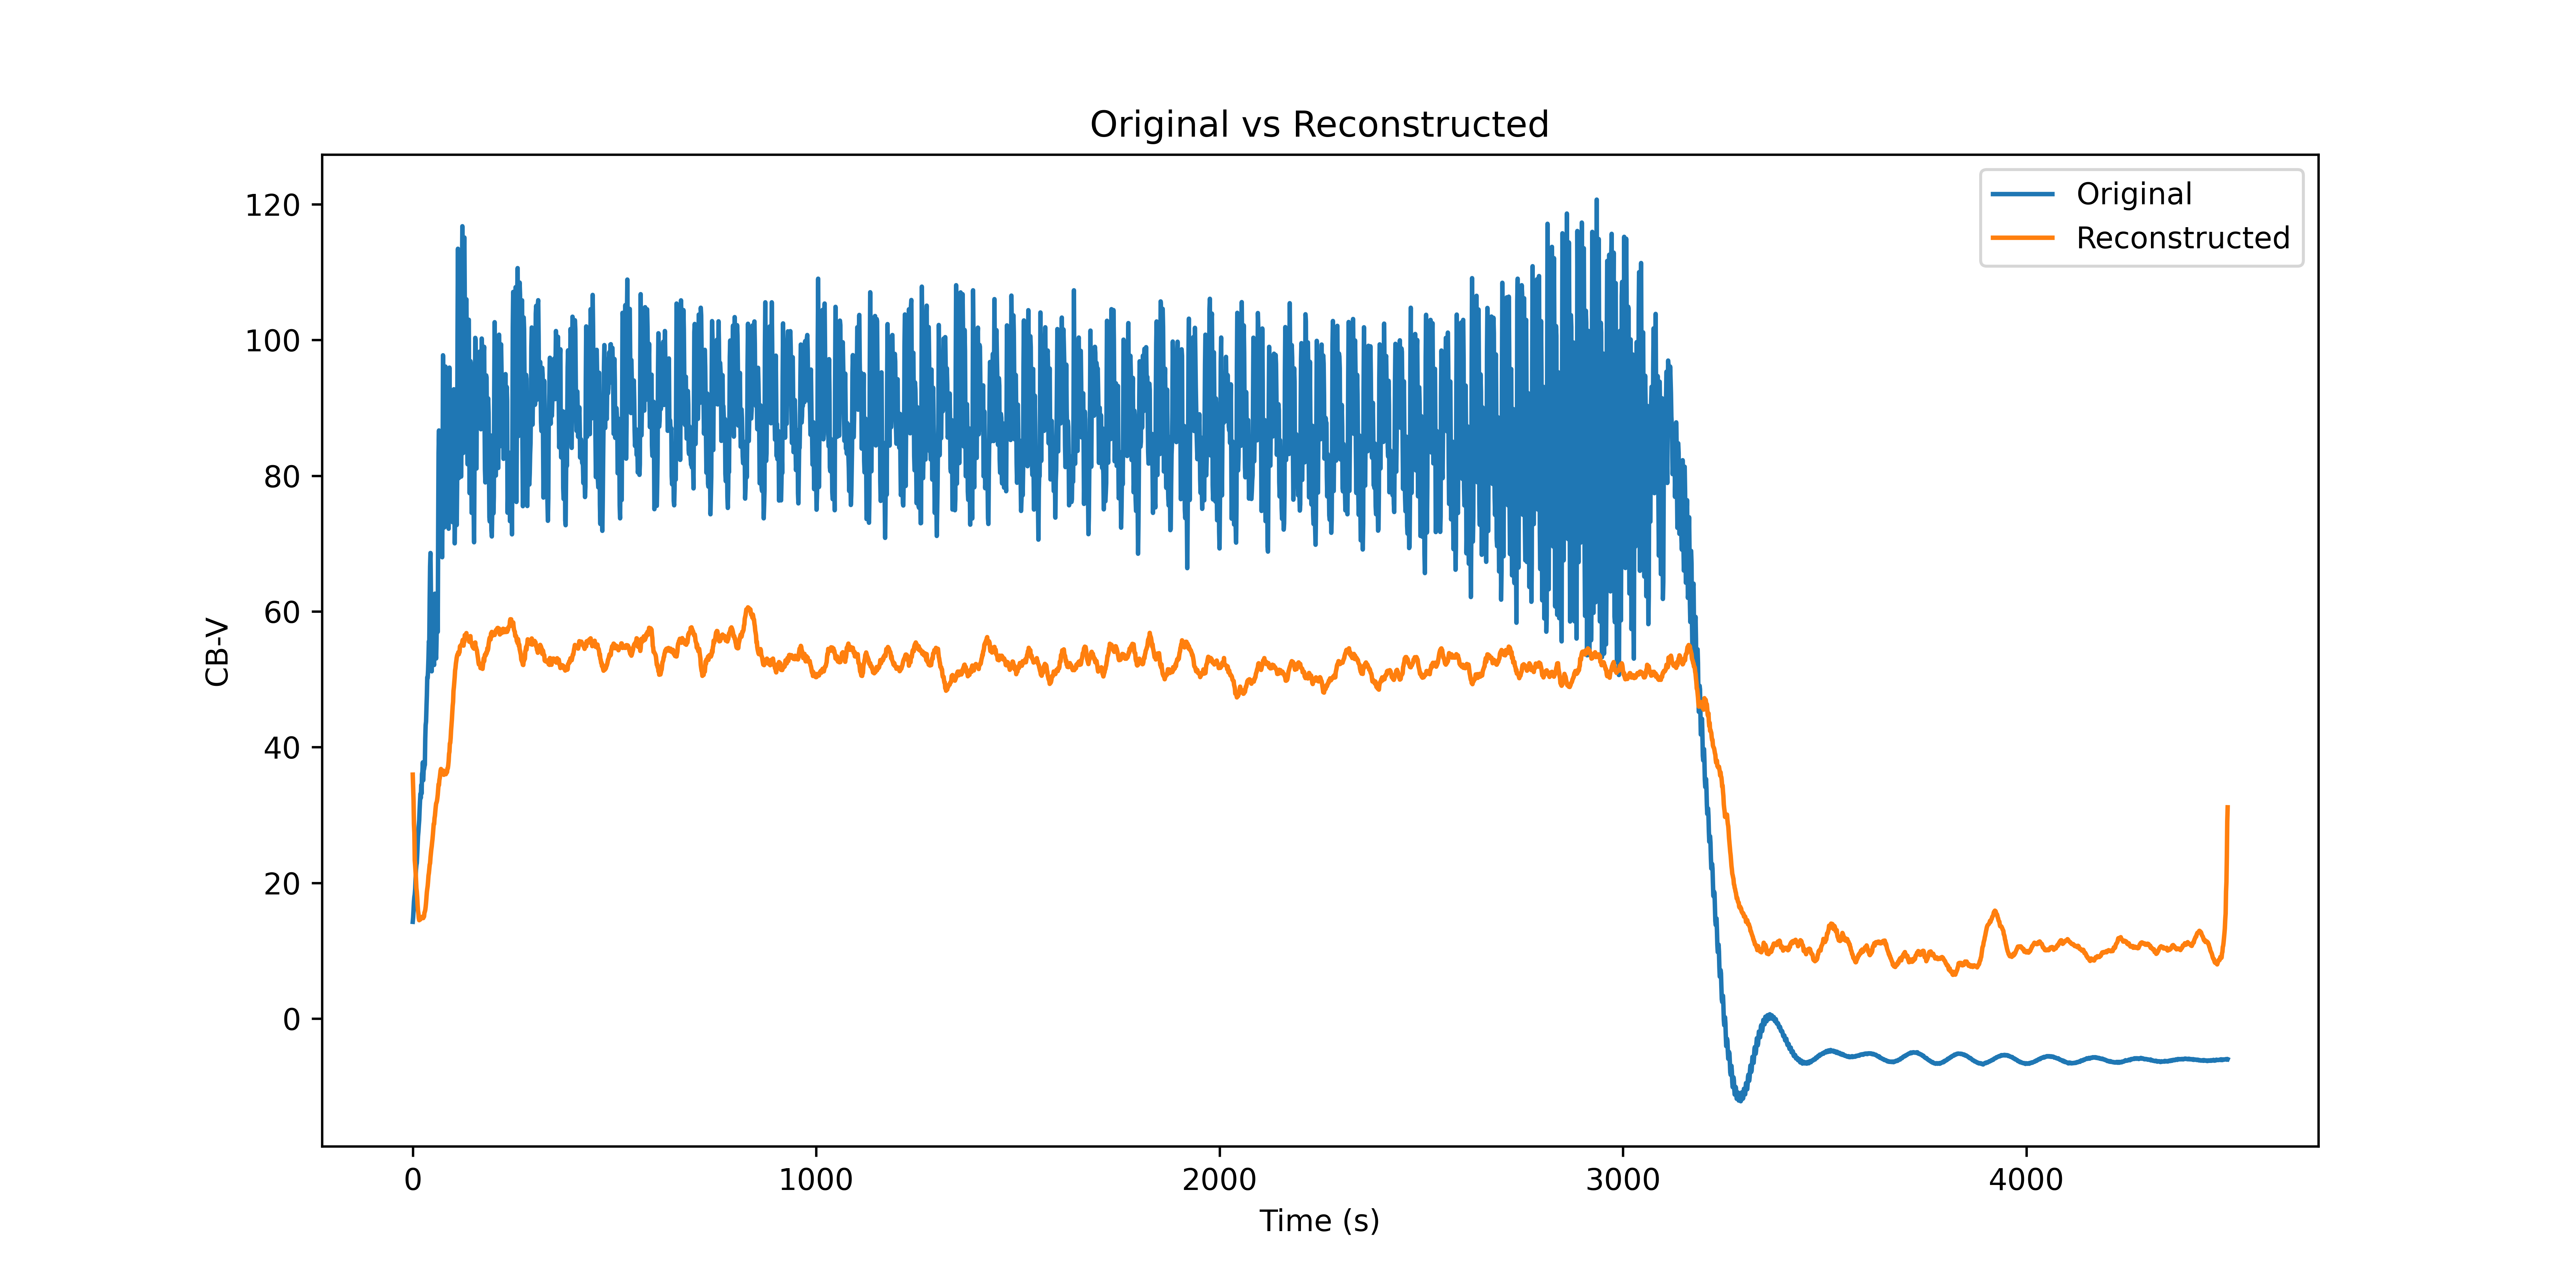 Original vs Reconstructed
Original
Reconstructed
120
100
80
60
40
20
0
CB-V
0 1000 2000 3000 4000
Time (s)